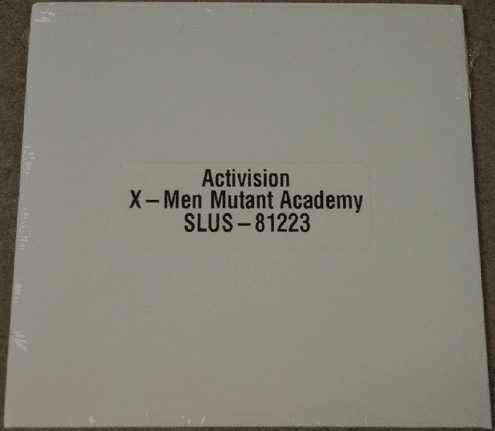 Activision
X – Men Mutant Academy
SLUS – 81223